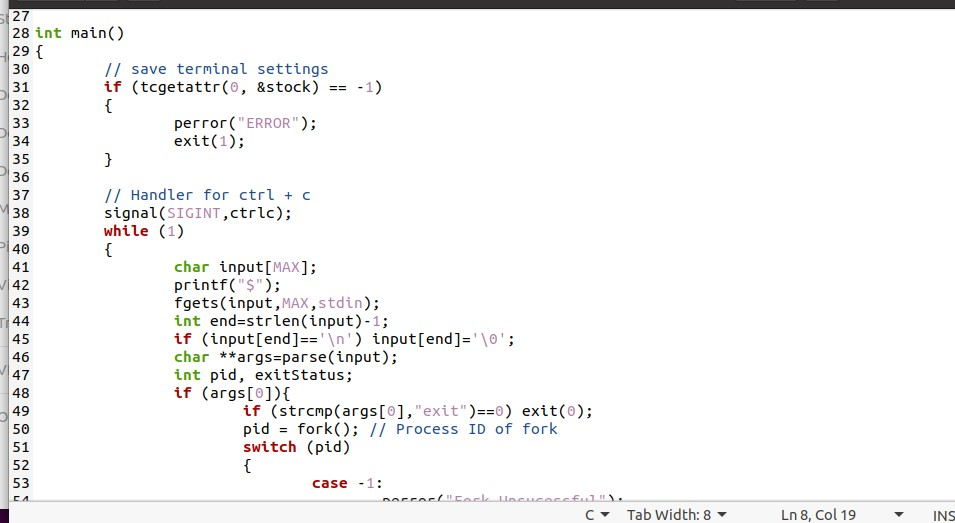 27
28 int main()
29 {
30 // save terminal settings
31 if (tcgetattr(0, &stock) == -1)
32 {
33 perror("ERROR");
34 exit(1);
35 }
36
37 // Handler for ctrl + c
38 signal(SIGINT,ctrlc);
39 while (1)
40 {
41 char input[MAX];
42 printf("$");
43 fgets(input,MAX,stdin);
44 int end=strlen(input)-1;
45 if (input[end]=='\n') input[end]='\0';
46 char **args=parse(input);
47 int pid, exitStatus;
48 if (args[0]){
49 if (strcmp(args[0],"exit")==0) exit(0);
50 pid = fork(); // Process ID of fork
51 switch (pid)
52 {
53 case -1:
54 perror("Fork Unsucessful");
C Tab Width: 8 Ln 8, Col 19 INS